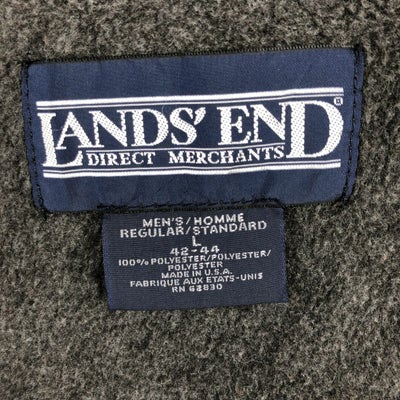 LANDS' END®
DIRECT MERCHANTS
MEN'S/HOMME
REGULAR/STANDARD
L
42-44
100% POLYESTER/POLYESTER/
POLYESTER
MADE IN U.S.A.
FABRIQUE AUX ETATS-UNIS
RN 62830